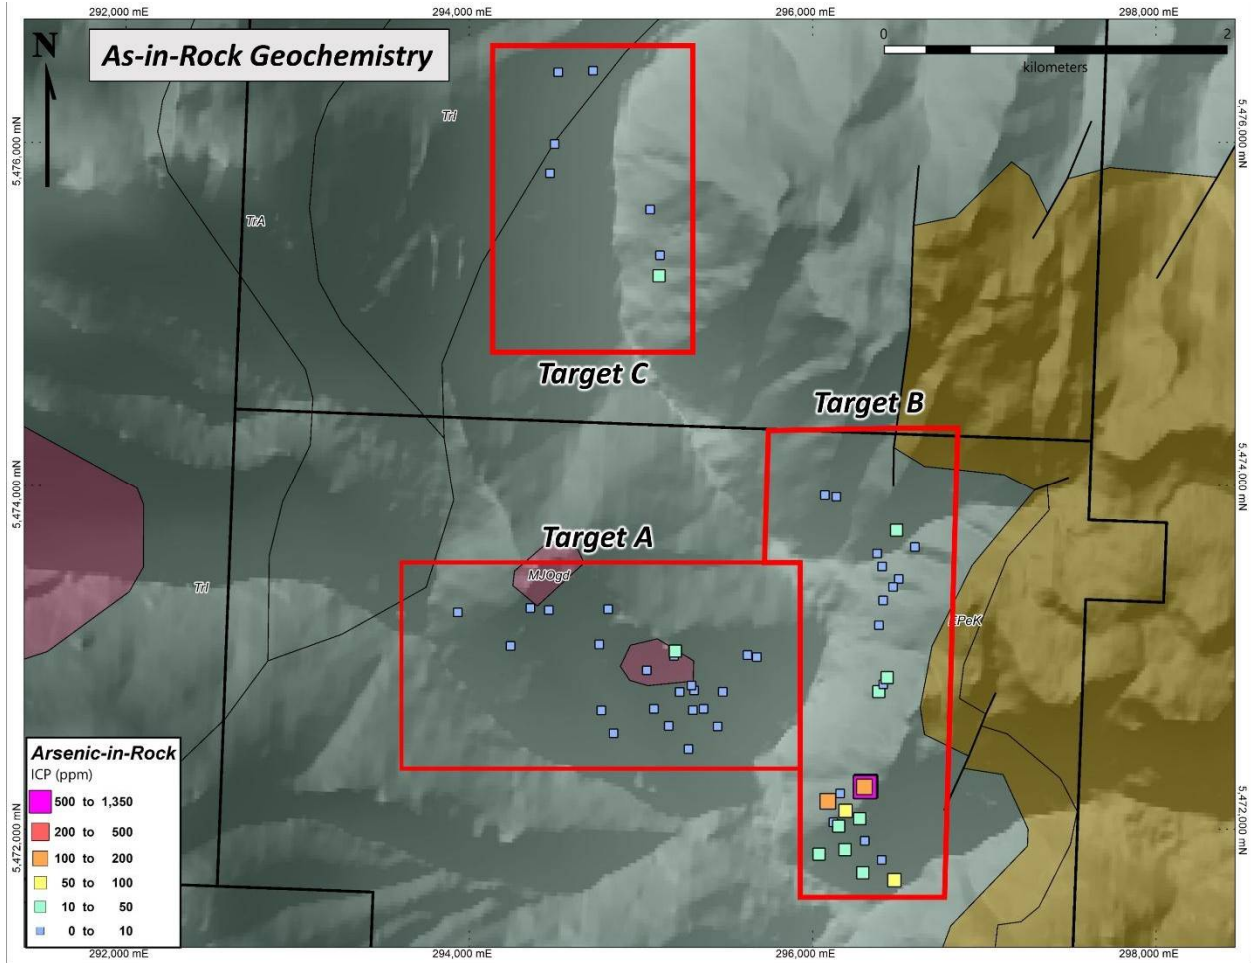 292,000 mE
294,000 mE
296,000 mE
298,000 mE
N
As-in-Rock Geochemistry
0
2
kilometers
TrI
5,476,000 mN
5,476,000 mN
TrA
Target C
Target B
5,474,000 mN
5,474,000 mN
Target A
MJOgd
TrI
EPeK
Arsenic-in-Rock
ICP (ppm)
500 to 1,350
200 to 500
100 to 200
50 to 100
10 to 50
0 to 10
5,472,000 mN
5,472,000 mN
292,000 mE
294,000 mE
296,000 mE
298,000 mE